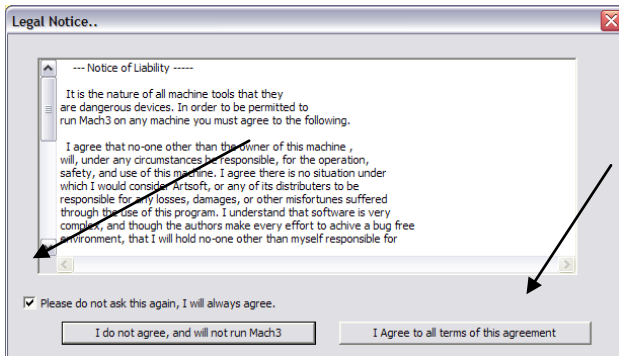 Legal Notice..
--- Notice of Liability -----
It is the nature of all machine tools that they
are dangerous devices. In order to be permitted to
run Mach3 on any machine you must agree to the following.
I agree that no-one other than the owner of this machine ,
will, under any circumstances be responsible, for the operation,
safety, and use of this machine. I agree there is no situation under
which I would consider Artsoft, or any of its distributers to be
responsible for any losses, damages, or other misfortunes suffered
through the use of this program. I understand that software is very
complex, and though the authors make every effort to achive a bug free
environment, that I will hold no-one other than myself responsible for
Please do not ask this again, I will always agree.
I do not agree, and will not run Mach3
I Agree to all terms of this agreement